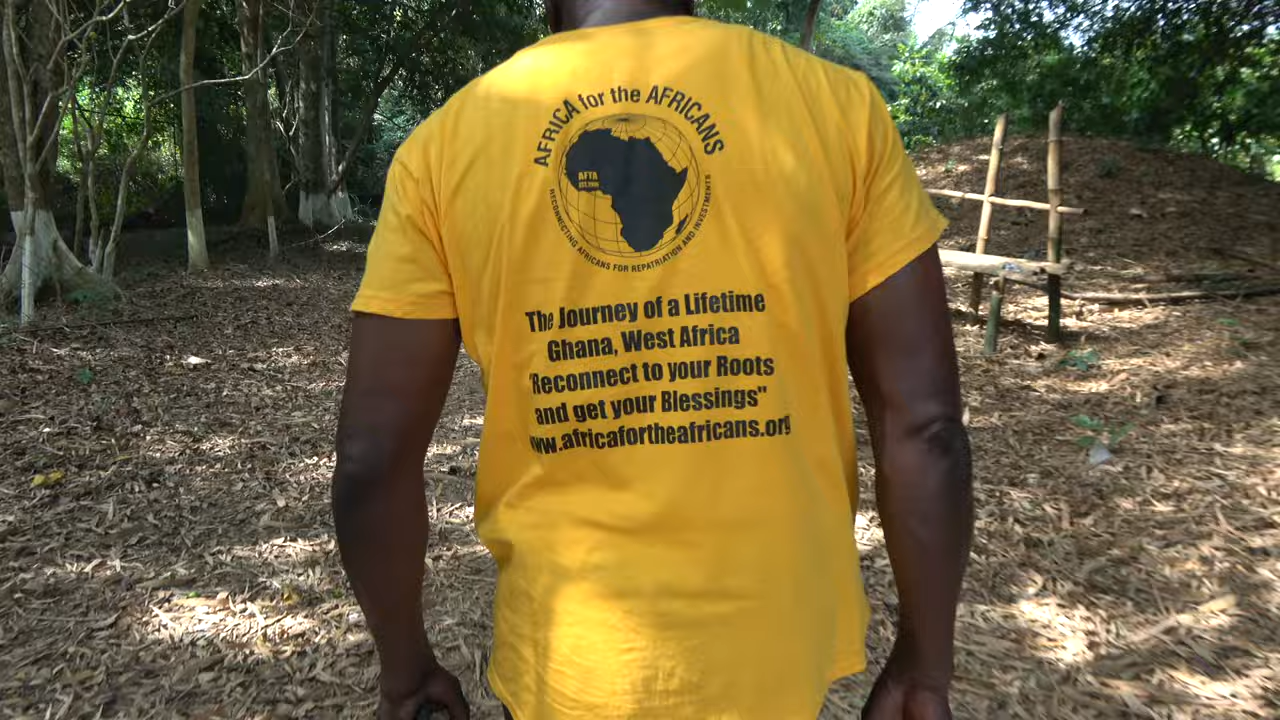 AFRICA for the AFRICANS
AFTA
RECONNECTING AFRICANS FOR REPATRIATION AND INVESTMENTS
The Journey of a Lifetime
Ghana, West Africa
"Reconnect to your Roots
and get your Blessings"
www.africafortheafricans.org